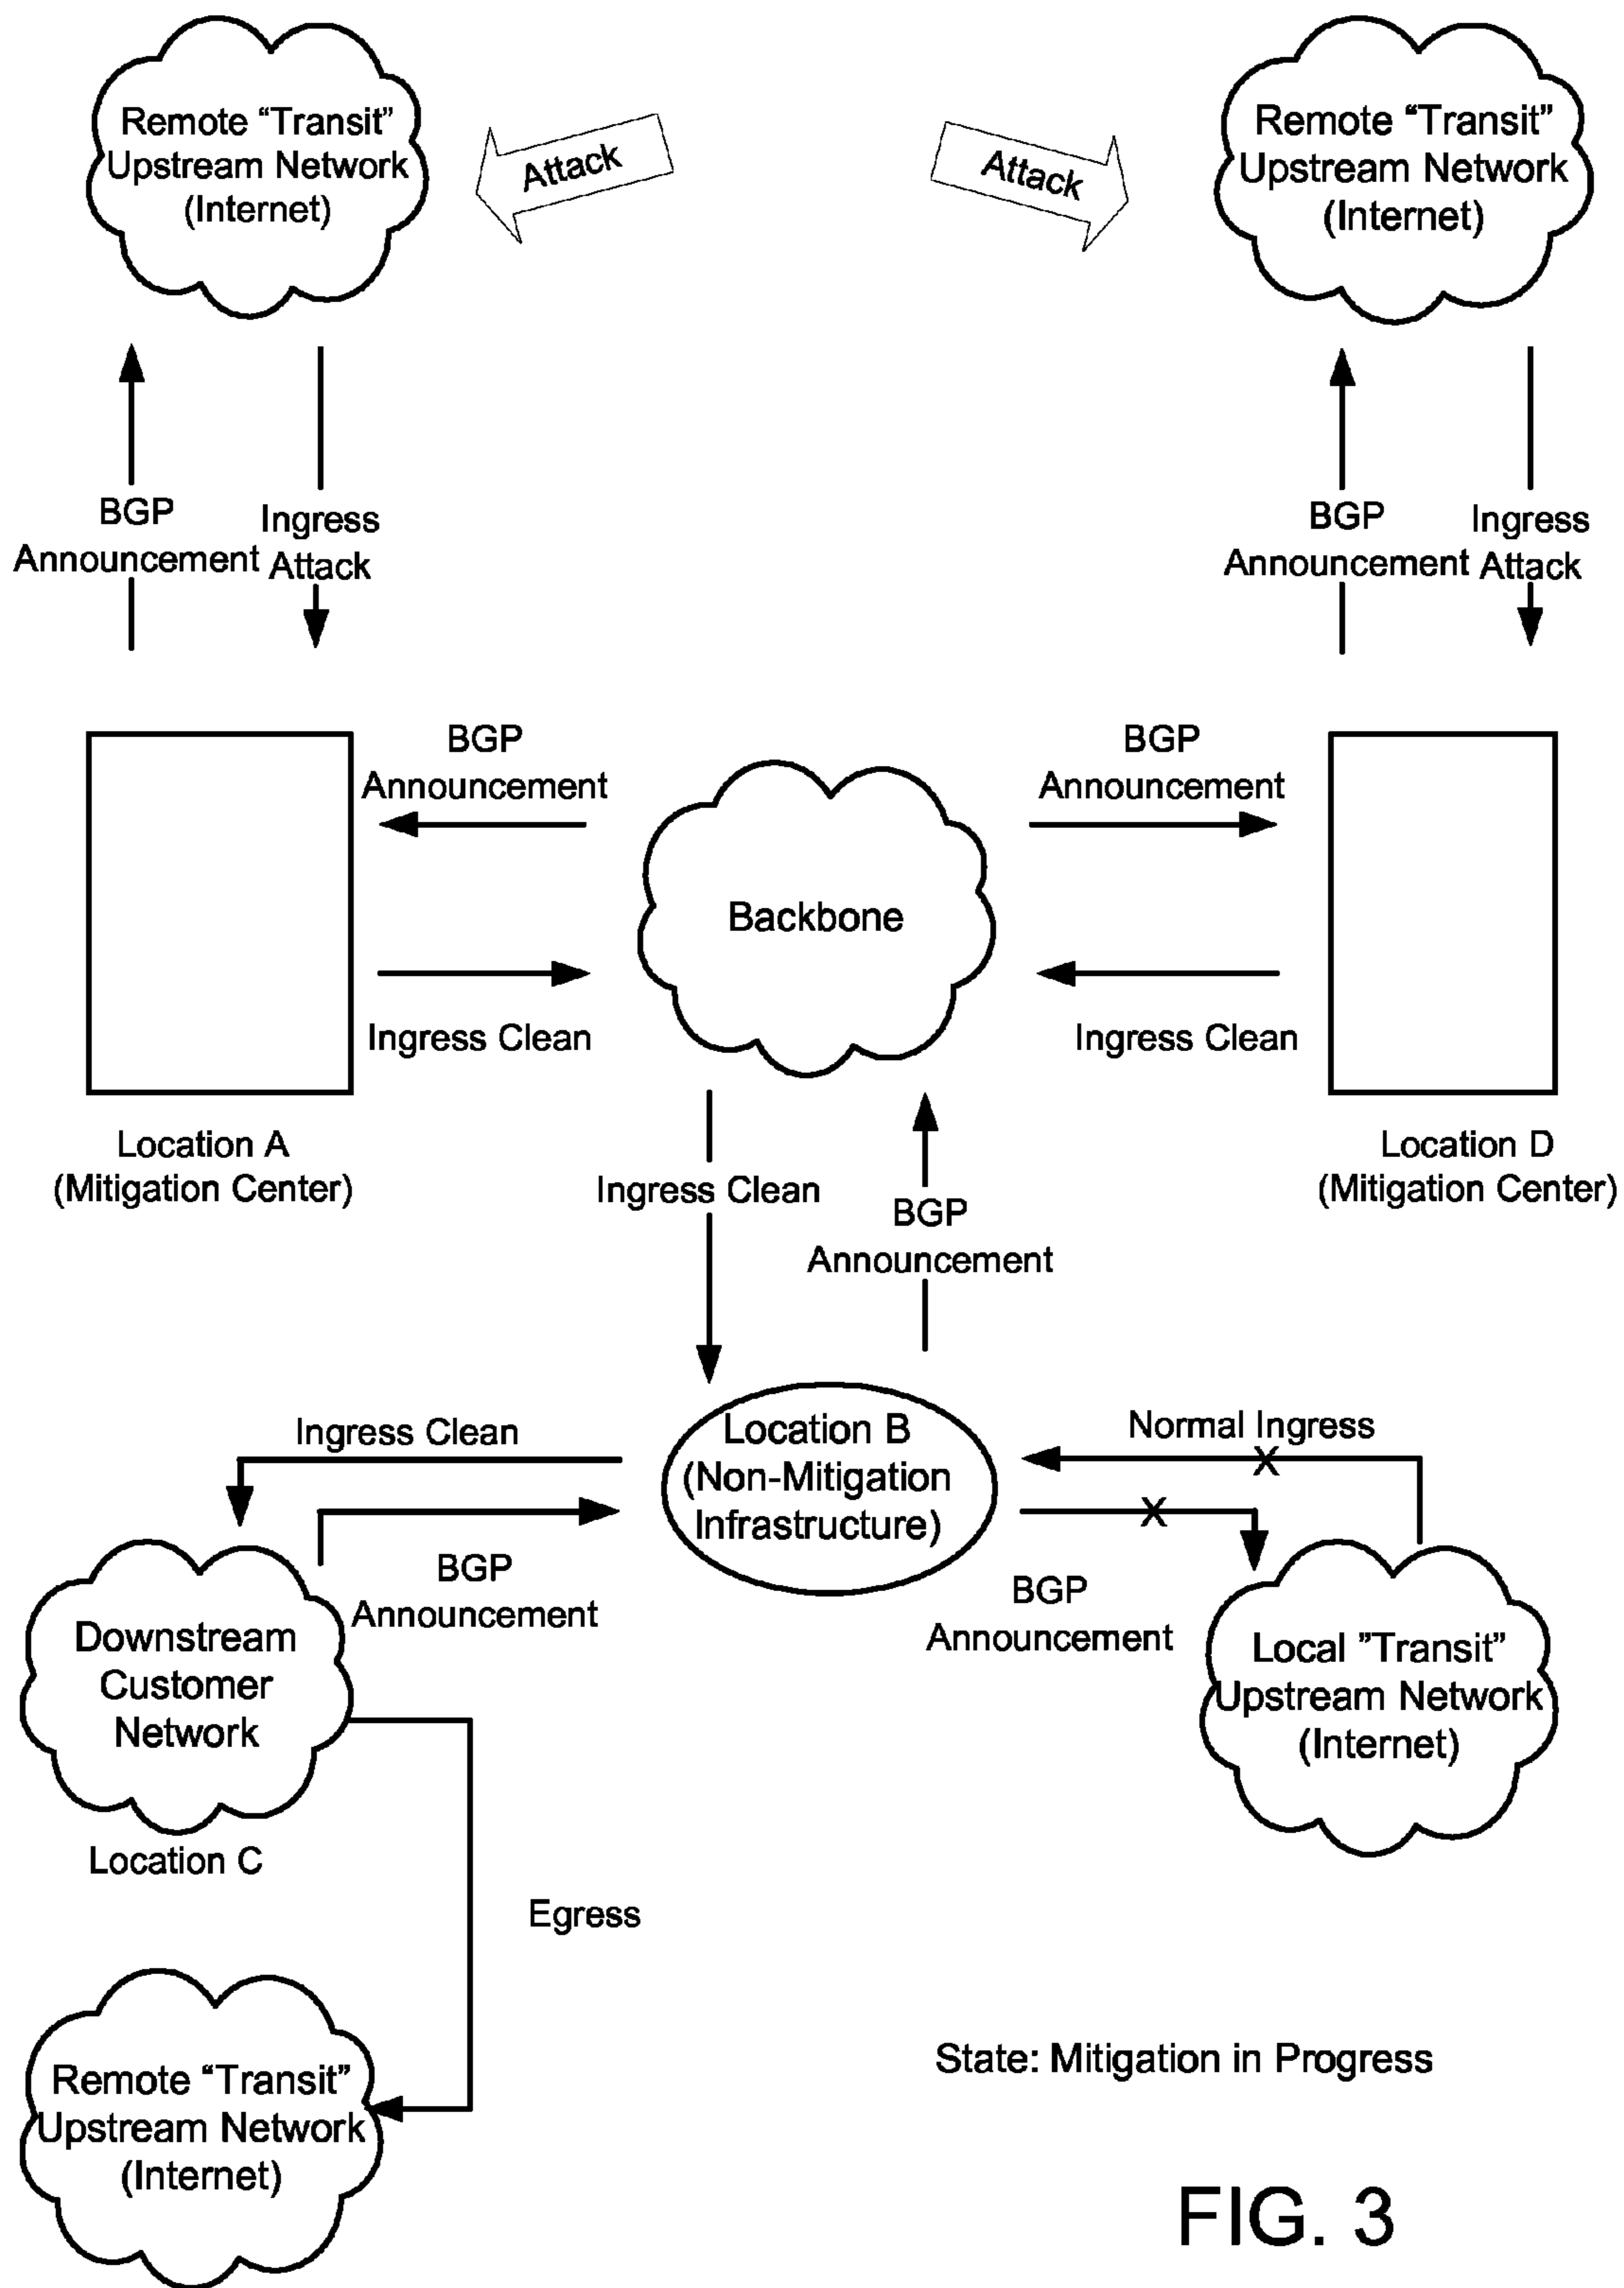 Remote “Transit”
Upstream Network
(Internet)
Attack
Attack
Remote “Transit”
Upstream Network
(Internet)
BGP
Announcement
Ingress
Attack
BGP
Announcement
Ingress
Attack
BGP
Announcement
BGP
Announcement
Backbone
Ingress Clean
Ingress Clean
Location A
(Mitigation Center)
Location D
(Mitigation Center)
Ingress Clean
BGP
Announcement
Ingress Clean
Location B
(Non-Mitigation
Infrastructure)
Normal Ingress
X
X
BGP
Announcement
BGP
Announcement
Downstream
Customer
Network
Local ”Transit”
Upstream Network
(Internet)
Location C
Egress
Remote “Transit”
Upstream Network
(Internet)
State: Mitigation in Progress
FIG. 3